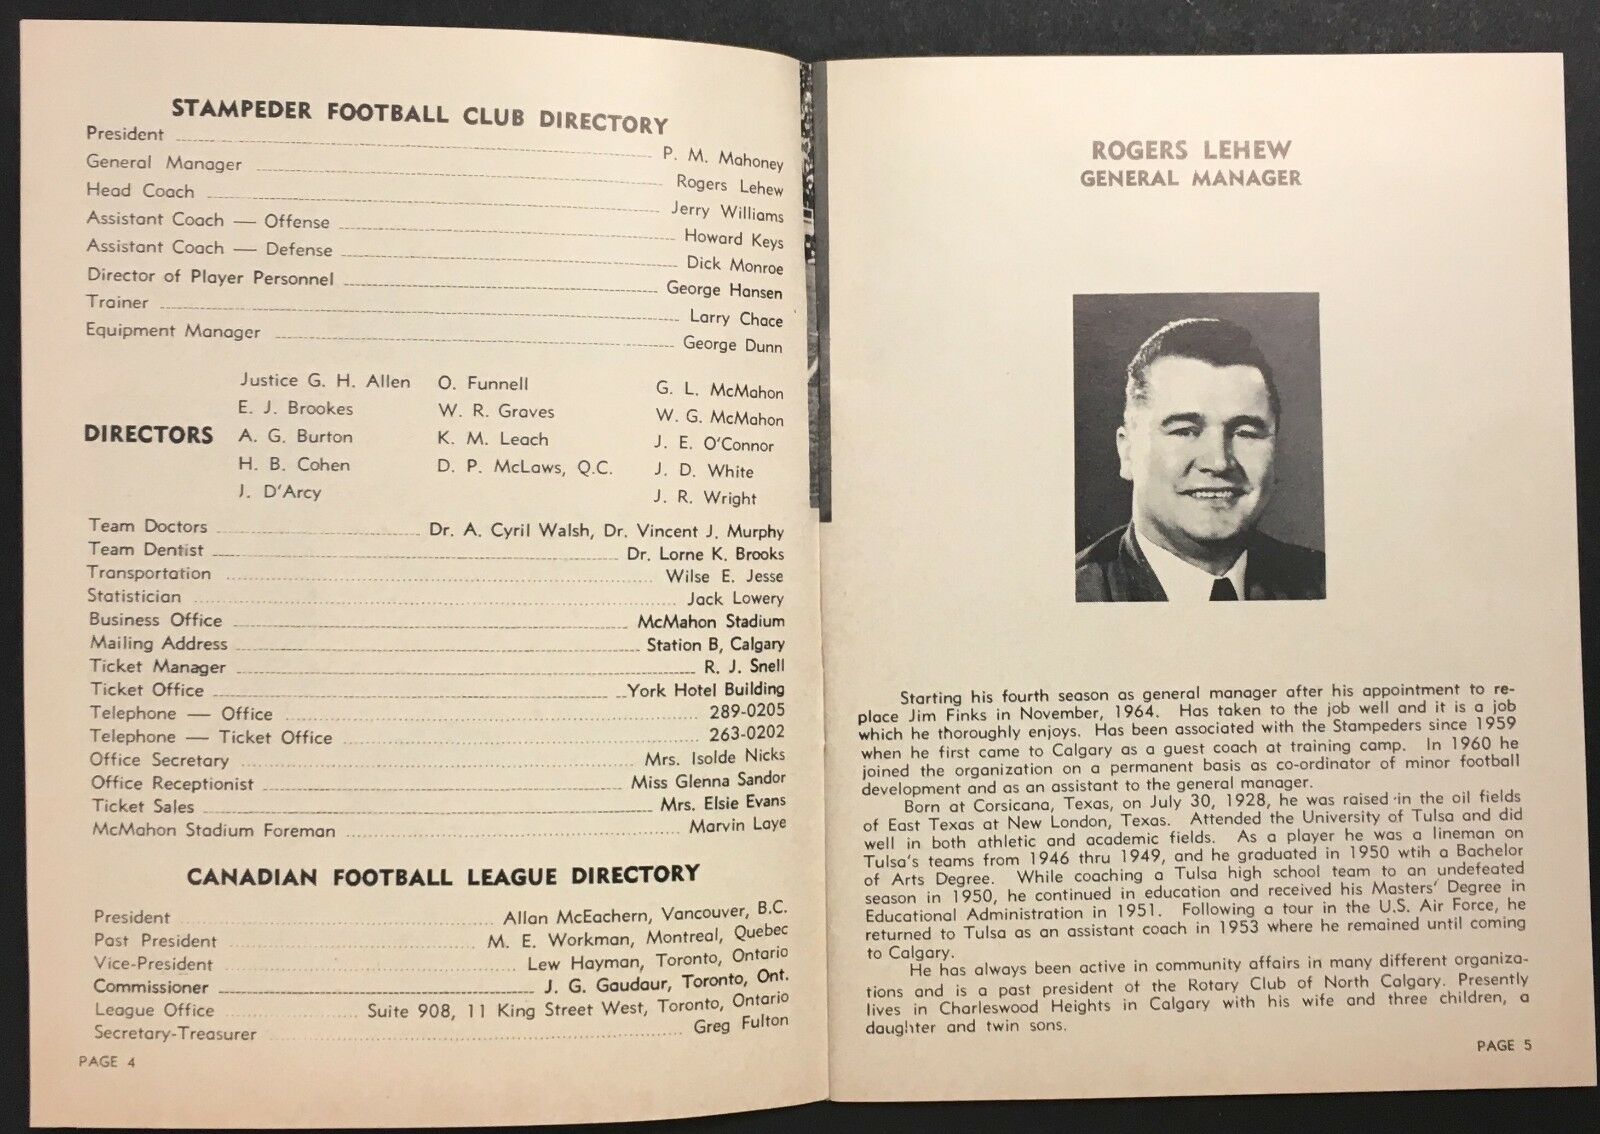 STAMPEDER FOOTBALL CLUB DIRECTORY
President P. M. Mahoney
General Manager Rogers Lehew
Head Coach Jerry Williams
Assistant Coach — Offense Howard Keys
Assistant Coach — Defense Dick Monroe
Director of Player Personnel George Hansen
Trainer Larry Chace
Equipment Manager George Dunn
Justice G. H. Allen O. Funnell G. L. McMahon
E. J. Brookes W. R. Graves W. G. McMahon
DIRECTORS A. G. Burton K. M. Leach J. E. O'Connor
H. B. Cohen D. P. McLaws, Q.C. J. D. White
J. D'Arcy J. R. Wright
Team Doctors Dr. A. Cyril Walsh, Dr. Vincent J. Murphy
Team Dentist Dr. Lorne K. Brooks
Transportation Wilse E. Jesse
Statistician Jack Lowery
Business Office McMahon Stadium
Mailing Address Station B, Calgary
Ticket Manager R. J. Snell
Ticket Office York Hotel Building
Telephone — Office 289-0205
Telephone — Ticket Office 263-0202
Office Secretary Mrs. Isolde Nicks
Office Receptionist Miss Glenna Sandor
Ticket Sales Mrs. Elsie Evans
McMahon Stadium Foreman Marvin Laye
CANADIAN FOOTBALL LEAGUE DIRECTORY
President Allan McEachern, Vancouver, B.C.
Past President M. E. Workman, Montreal, Quebec
Vice-President Lew Hayman, Toronto, Ontario
Commissioner J. G. Gaudaur, Toronto, Ont.
League Office Suite 908, 11 King Street West, Toronto, Ontario
Secretary-Treasurer Greg Fulton
PAGE 4
ROGERS LEHEW
GENERAL MANAGER
Starting his fourth season as general manager after his appointment to re-
place Jim Finks in November, 1964. Has taken to the job well and it is a job
which he thoroughly enjoys. Has been associated with the Stampeders since 1959
when he first came to Calgary as a guest coach at training camp. In 1960 he
joined the organization on a permanent basis as co-ordinator of minor football
development and as an assistant to the general manager.
Born at Corsicana, Texas, on July 30, 1928, he was raised in the oil fields
of East Texas at New London, Texas. Attended the University of Tulsa and did
well in both athletic and academic fields. As a player he was a lineman on
Tulsa's teams from 1946 thru 1949, and he graduated in 1950 wtih a Bachelor
of Arts Degree. While coaching a Tulsa high school team to an undefeated
season in 1950, he continued in education and received his Masters' Degree in
Educational Administration in 1951. Following a tour in the U.S. Air Force, he
returned to Tulsa as an assistant coach in 1953 where he remained until coming
to Calgary.
He has always been active in community affairs in many different organiza-
tions and is a past president of the Rotary Club of North Calgary. Presently
lives in Charleswood Heights in Calgary with his wife and three children, a
daughter and twin sons.
PAGE 5